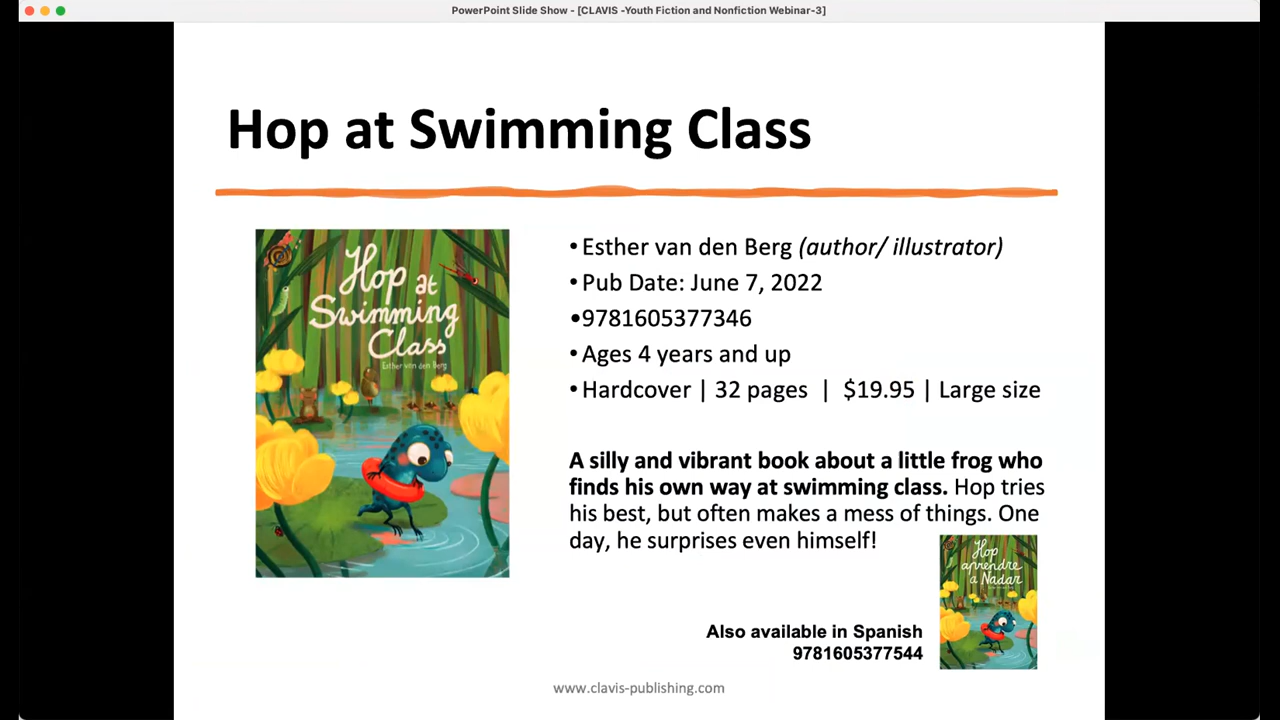 PowerPoint Slide Show - [CLAVIS -Youth Fiction and Nonfiction Webinar-3]
Hop at Swimming Class
Hop at
Swimming
Class
Esther van den Berg
• Esther van den Berg (author/ illustrator)
• Pub Date: June 7, 2022
•9781605377346
• Ages 4 years and up
• Hardcover | 32 pages | $19.95 | Large size
A silly and vibrant book about a little frog who
finds his own way at swimming class. Hop tries
his best, but often makes a mess of things. One
day, he surprises even himself!
Hop
aprendre
a Nadar
Also available in Spanish
9781605377544
www.clavis-publishing.com